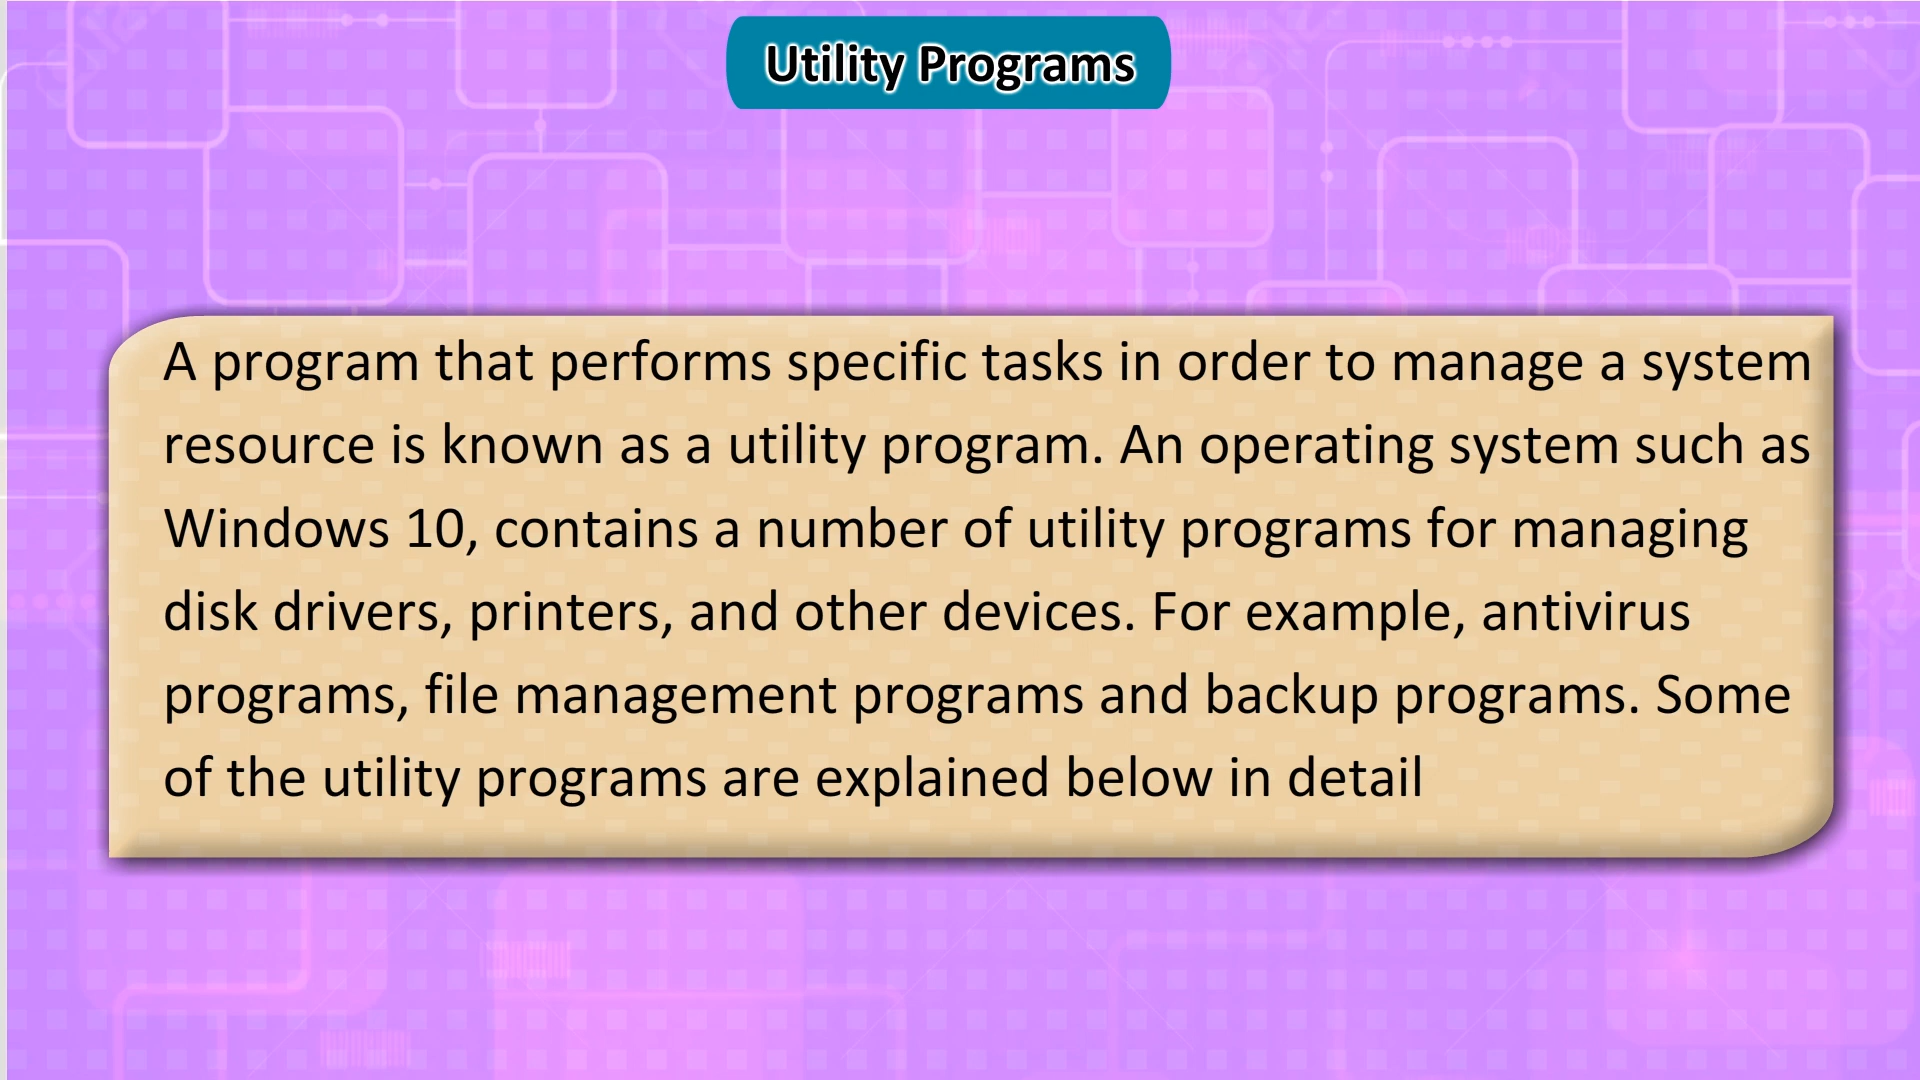 Utility Programs
A program that performs specific tasks in order to manage a system
resource is known as a utility program. An operating system such as
Windows 10, contains a number of utility programs for managing
disk drivers, printers, and other devices. For example, antivirus
programs, file management programs and backup programs. Some
of the utility programs are explained below in detail